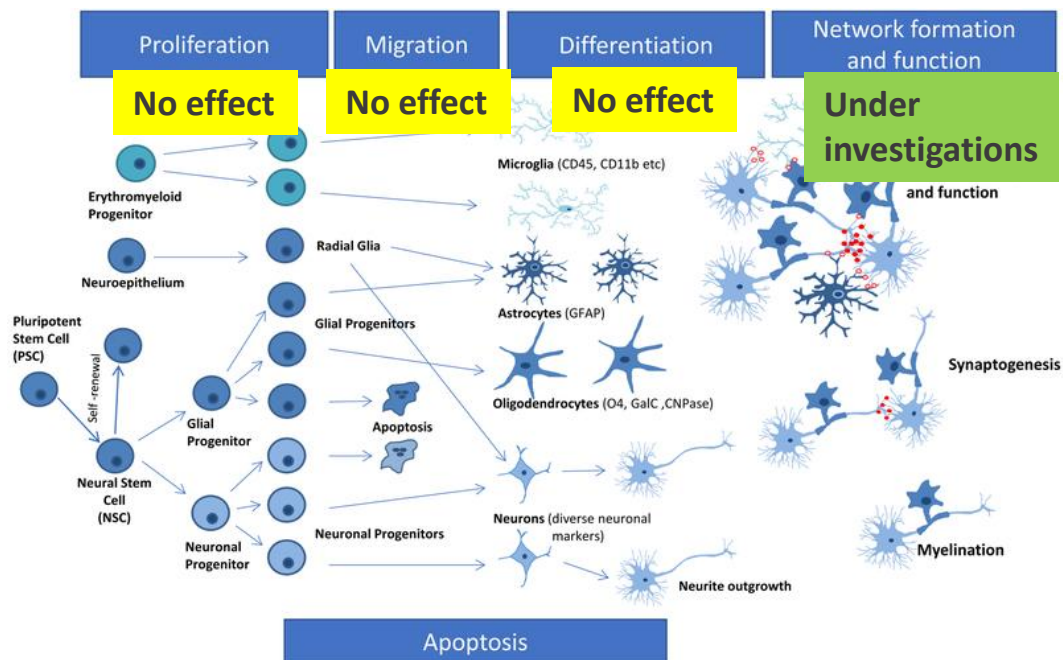 Proliferation
Migration
Differentiation
Network formation
and function
No effect
No effect
No effect
Under
investigations
Erythromyeloid
Progenitor
Microglia (CD45, CD11b etc)
and function
Neuroepithelium
Radial Glia
Astrocytes (GFAP)
Pluripotent
Stem Cell
(PSC)
Self -renewal
Glial Progenitors
Glial
Progenitor
Apoptosis
Oligodendrocytes (O4, GalC ,CNPase)
Synaptogenesis
Neural Stem
Cell
(NSC)
Neuronal
Progenitor
Neuronal Progenitors
Neurons (diverse neuronal
markers)
Neurite outgrowth
Myelination
Apoptosis